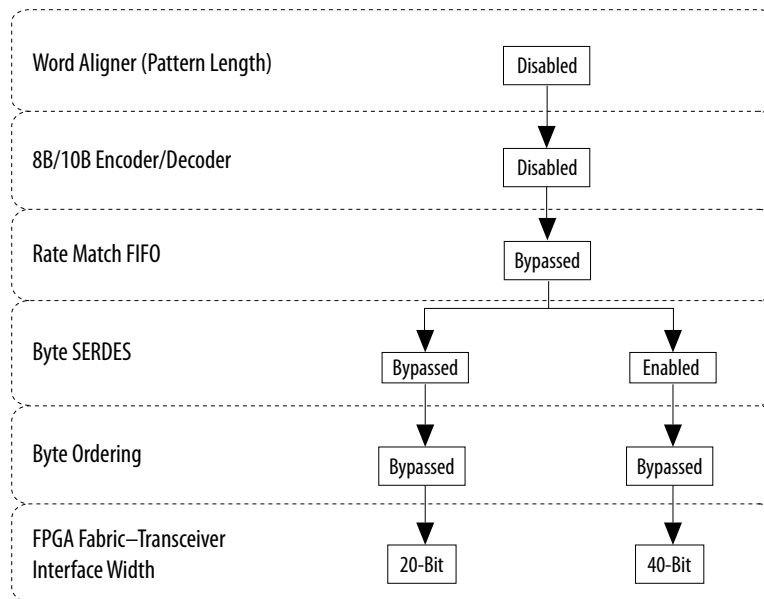 Word Aligner (Pattern Length)
Disabled
8B/10B Encoder/Decoder
Disabled
Rate Match FIFO
Bypassed
Byte SERDES
Bypassed
Enabled
Byte Ordering
Bypassed
Bypassed
FPGA Fabric–Transceiver
Interface Width
20-Bit
40-Bit